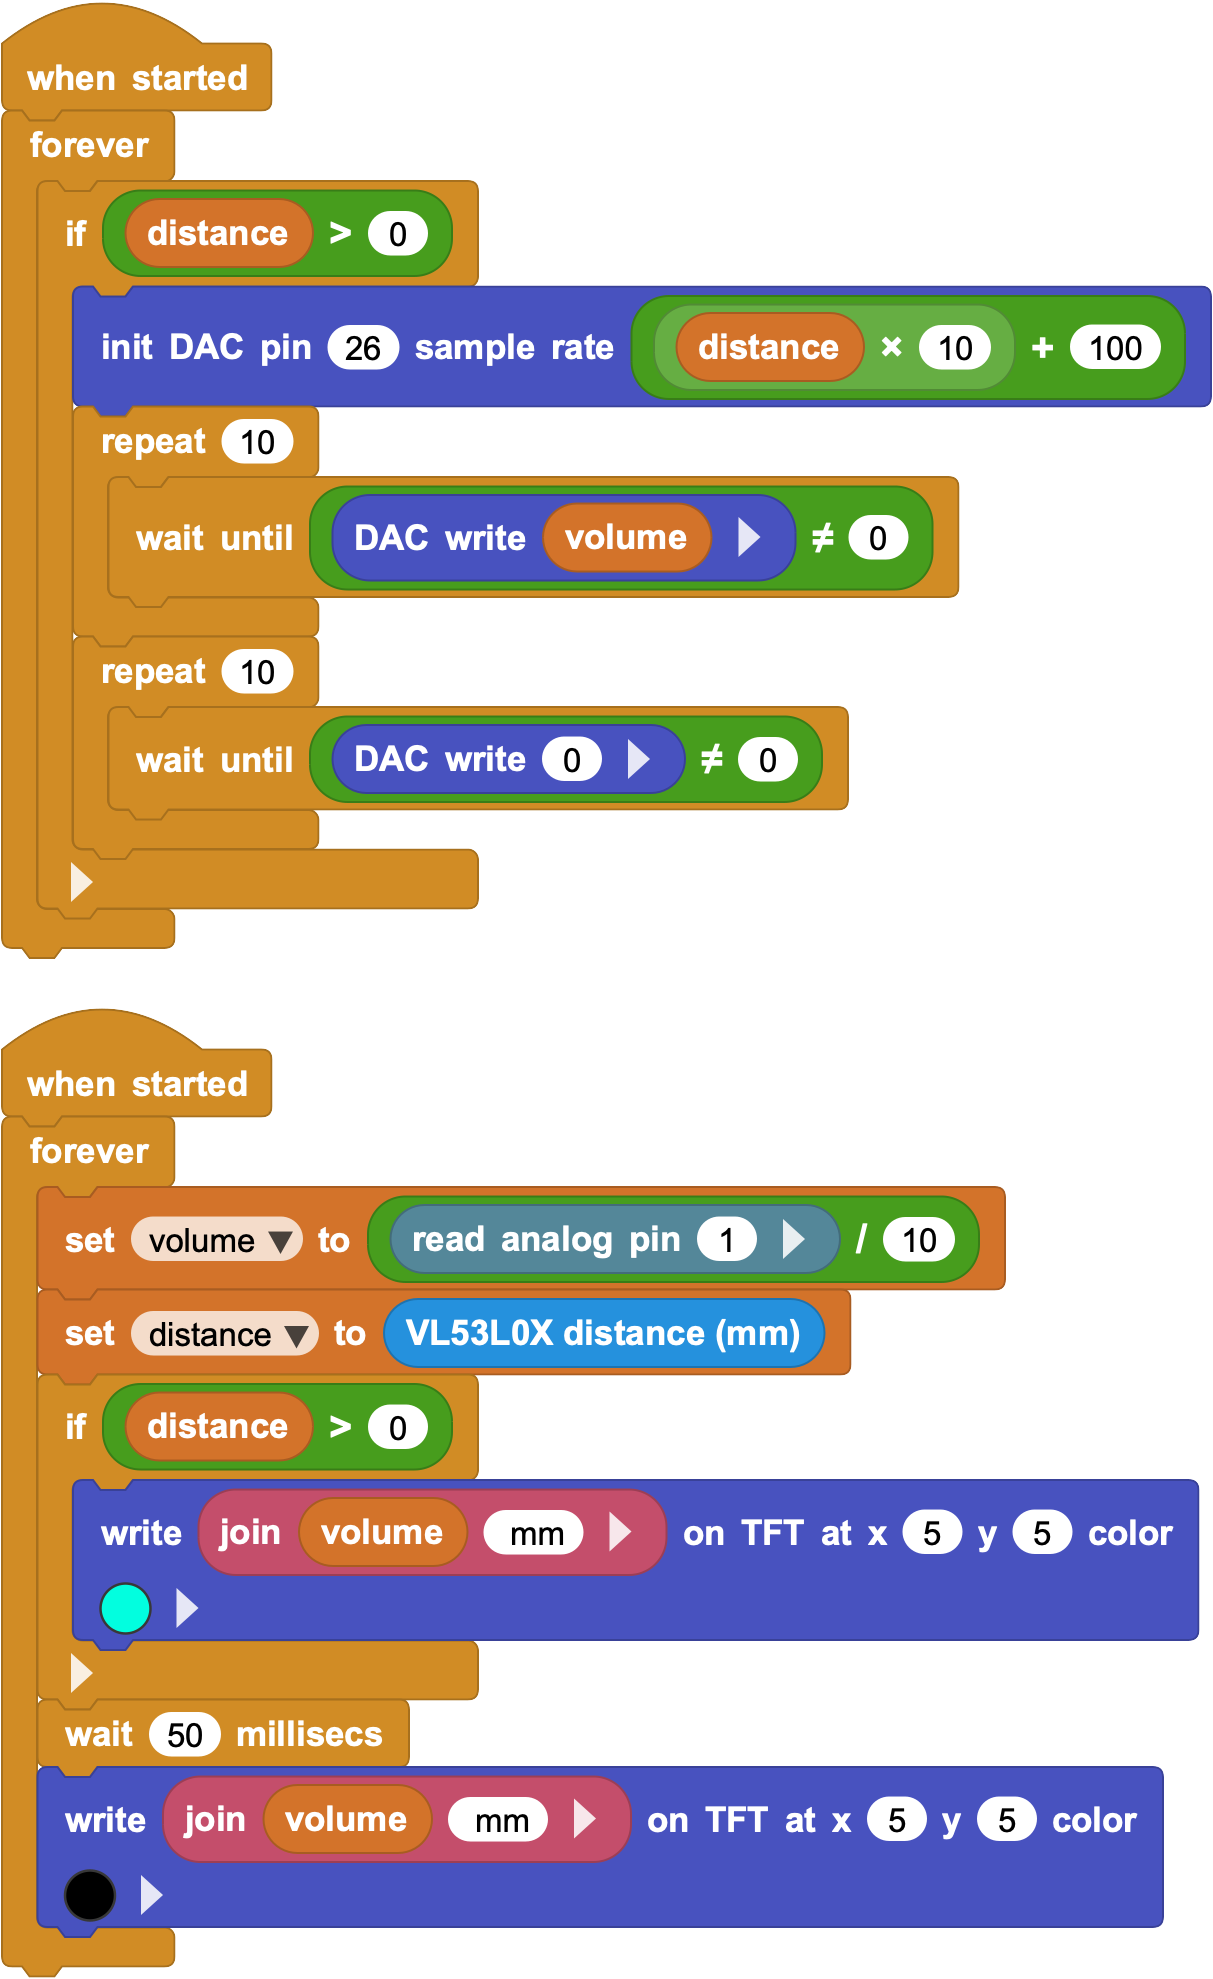 when started
forever
if distance > 0
init DAC pin 26 sample rate distance × 10 + 100
repeat 10
wait until DAC write volume ≠ 0
repeat 10
wait until DAC write 0 ≠ 0
when started
forever
set volume to read analog pin 1 / 10
set distance to VL53L0X distance (mm)
if distance > 0
write join volume mm on TFT at x 5 y 5 color
wait 50 millisecs
write join volume mm on TFT at x 5 y 5 color